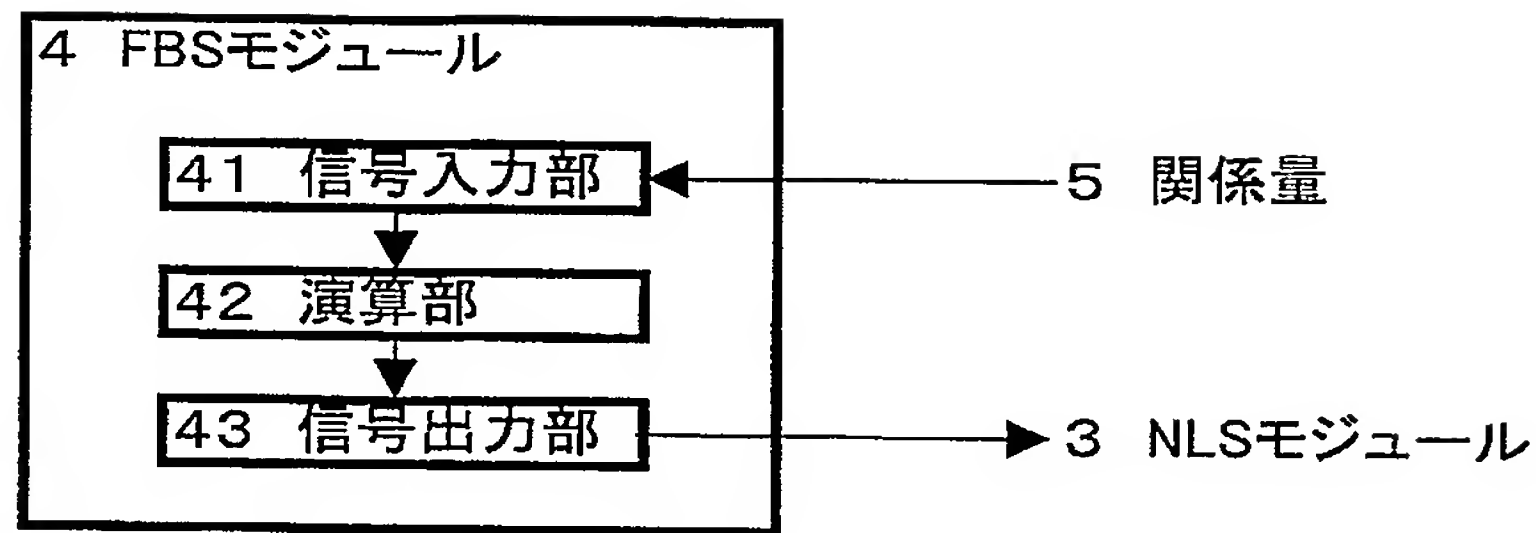 4 FBSモジュール
41 信号入力部
5 関係量
42 演算部
43 信号出力部
3 NLSモジュール